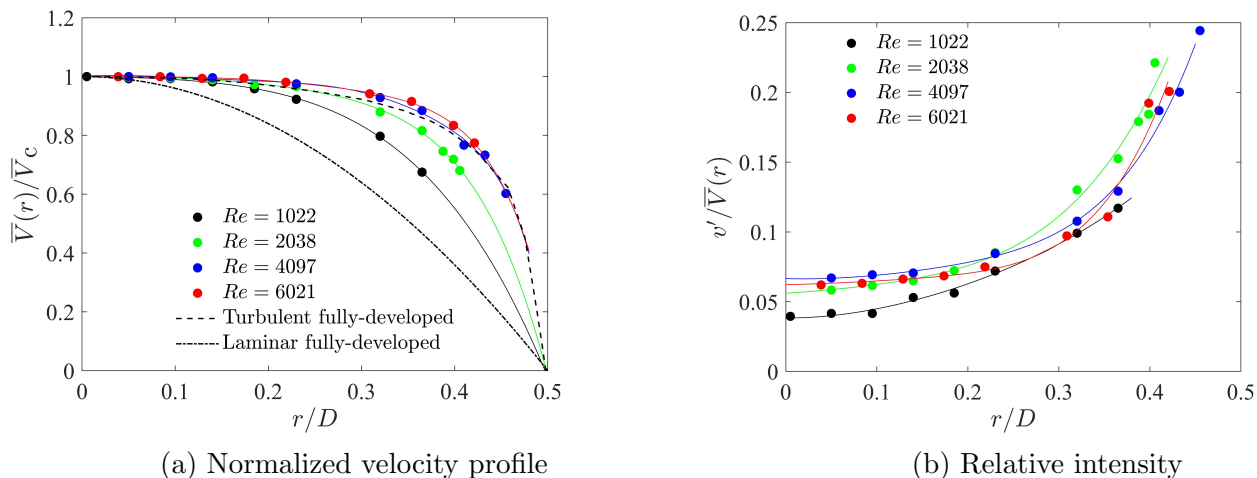 1.2
1
0.8
0.6
0.4
0.2
0
V̅(r)/V̅c
Re = 1022
Re = 2038
Re = 4097
Re = 6021
Turbulent fully-developed
Laminar fully-developed
0 0.1 0.2 0.3 0.4 0.5
r/D
(a) Normalized velocity profile
0.25
0.2
0.15
0.1
0.05
0
v′/V̅(r)
Re = 1022
Re = 2038
Re = 4097
Re = 6021
0 0.1 0.2 0.3 0.4 0.5
r/D
(b) Relative intensity